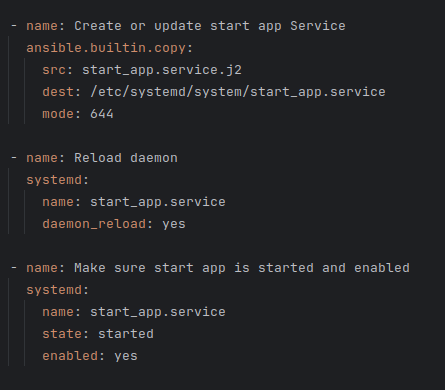 - name: Create or update start app Service
  ansible.builtin.copy:
    src: start_app.service.j2
    dest: /etc/systemd/system/start_app.service
    mode: 644

- name: Reload daemon
  systemd:
    name: start_app.service
    daemon_reload: yes

- name: Make sure start app is started and enabled
  systemd:
    name: start_app.service
    state: started
    enabled: yes